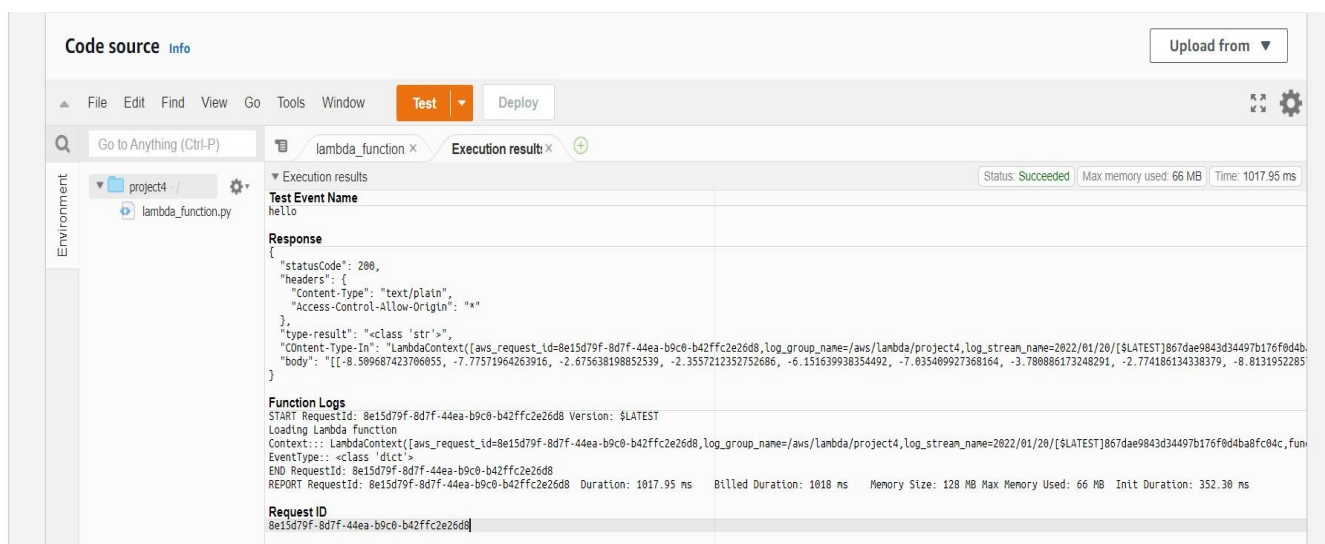 Code source Info
Upload from
File Edit Find View Go Tools Window Test Deploy
Go to Anything (Ctrl-P)
lambda_function × Execution results ×
Environment
project4 - /
lambda_function.py
Execution results
Status: Succeeded Max memory used: 66 MB Time: 1017.95 ms
Test Event Name
hello
Response
{
"statusCode": 200,
"headers": {
"Content-Type": "text/plain",
"Access-Control-Allow-Origin": "*"
},
"type-result": "<class 'str'>",
"COntent-Type-In": "LambdaContext([aws_request_id=8e15d79f-8d7f-44ea-b9c0-b42ffc2e26d8,log_group_name=/aws/lambda/project4,log_stream_name=2022/01/20/[$LATEST]867dae9843d34497b176f0d4b
"body": "[[-8.509687423706055, -7.77571964263916, -2.675638198852539, -2.3557212352752686, -6.151639938354492, -7.035409927368164, -3.780886173248291, -2.774186134338379, -8.813195228
}
Function Logs
START RequestId: 8e15d79f-8d7f-44ea-b9c0-b42ffc2e26d8 Version: $LATEST
Loading Lambda function
Context::: LambdaContext([aws_request_id=8e15d79f-8d7f-44ea-b9c0-b42ffc2e26d8,log_group_name=/aws/lambda/project4,log_stream_name=2022/01/20/[$LATEST]867dae9843d34497b176f0d4ba8fc04c,fun
EventType:: <class 'dict'>
END RequestId: 8e15d79f-8d7f-44ea-b9c0-b42ffc2e26d8
REPORT RequestId: 8e15d79f-8d7f-44ea-b9c0-b42ffc2e26d8 Duration: 1017.95 ms Billed Duration: 1018 ms Memory Size: 128 MB Max Memory Used: 66 MB Init Duration: 352.30 ms
Request ID
8e15d79f-8d7f-44ea-b9c0-b42ffc2e26d8